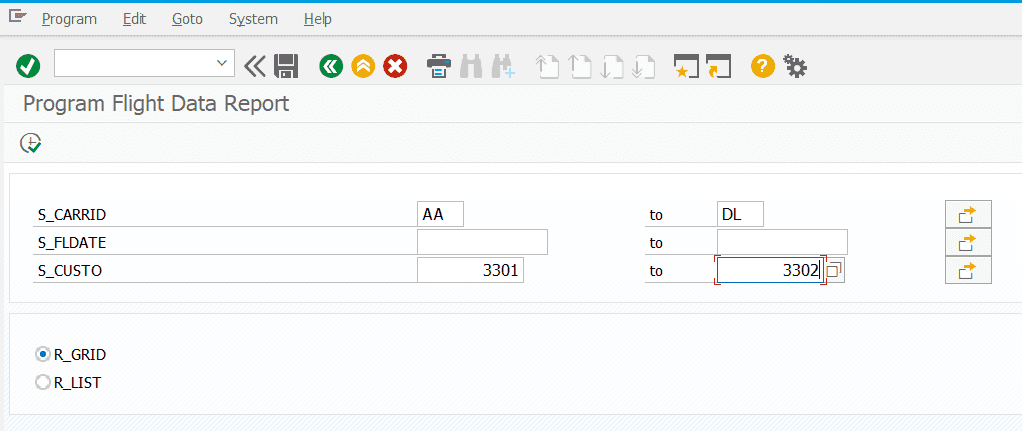 Program Edit Goto System Help
Program Flight Data Report
S_CARRID AA to DL
S_FLDATE to
S_CUSTO 3301 to 3302
R_GRID
R_LIST